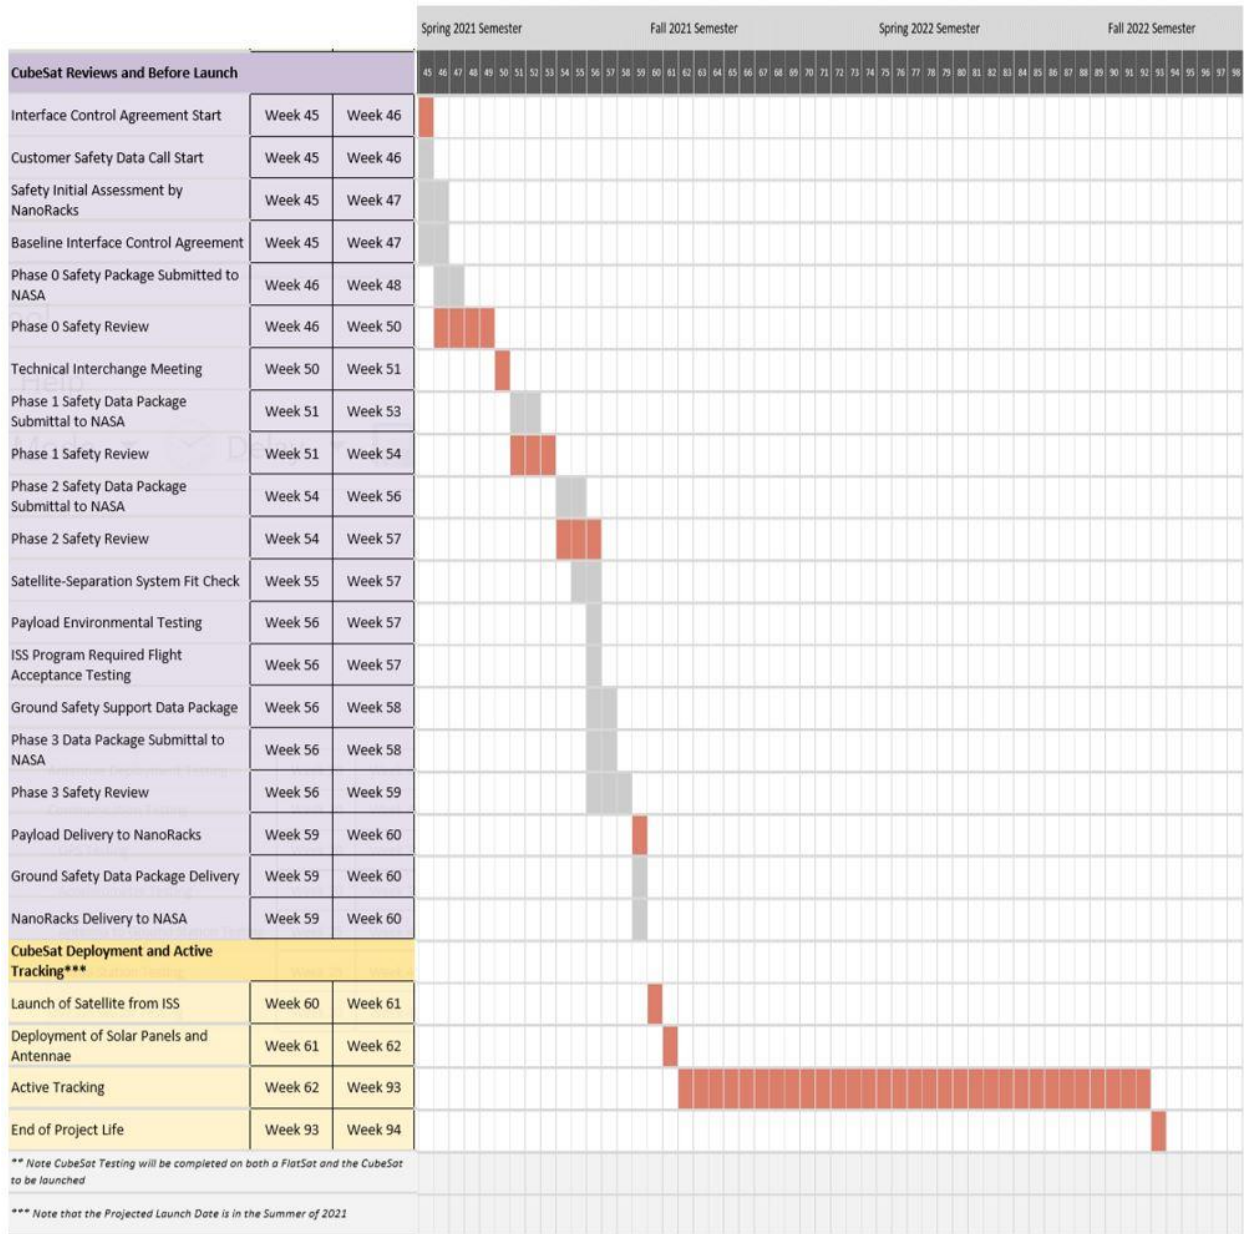 Spring 2021 Semester Fall 2021 Semester Spring 2022 Semester Fall 2022 Semester
CubeSat Reviews and Before Launch 45 46 47 48 49 50 51 52 53 54 55 56 57 58 59 60 61 62 63 64 65 66 67 68 69 70 71 72 73 74 75 76 77 78 79 80 81 82 83 84 85 86 87 88 89 90 91 92 93 94 95 96 97 98
Interface Control Agreement Start Week 45 Week 46
Customer Safety Data Call Start Week 45 Week 46
Safety Initial Assessment by
NanoRacks Week 45 Week 47
Baseline Interface Control Agreement Week 45 Week 47
Phase 0 Safety Package Submitted to
NASA Week 46 Week 48
Phase 0 Safety Review Week 46 Week 50
Technical Interchange Meeting Week 50 Week 51
Help
Phase 1 Safety Data Package
Submittal to NASA Week 51 Week 53
Mode Delay
Phase 1 Safety Review Week 51 Week 54
Phase 2 Safety Data Package
Submittal to NASA Week 54 Week 56
Phase 2 Safety Review Week 54 Week 57
Satellite-Separation System Fit Check Week 55 Week 57
Payload Environmental Testing Week 56 Week 57
ISS Program Required Flight
Acceptance Testing Week 56 Week 57
Ground Safety Support Data Package Week 56 Week 58
Phase 3 Data Package Submittal to
NASA Week 56 Week 58
Phase 3 Safety Review Week 56 Week 59
Payload Delivery to NanoRacks Week 59 Week 60
Ground Safety Data Package Delivery Week 59 Week 60
NanoRacks Delivery to NASA Week 59 Week 60
CubeSat Deployment and Active
Tracking***
Launch of Satellite from ISS Week 60 Week 61
Deployment of Solar Panels and
Antennae Week 61 Week 62
Active Tracking Week 62 Week 93
End of Project Life Week 93 Week 94
** Note CubeSat Testing will be completed on both a FlatSat and the CubeSat
to be launched
*** Note that the Projected Launch Date is in the Summer of 2021